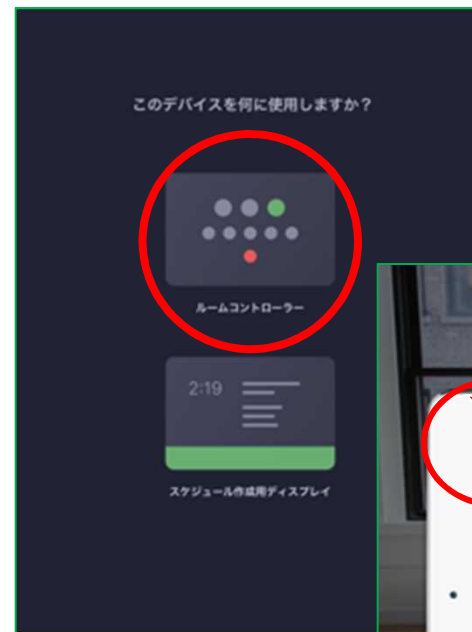 このデバイスを何に使用しますか？
ルームコントローラー
2:19
スケジュール作成用ディスプレイ